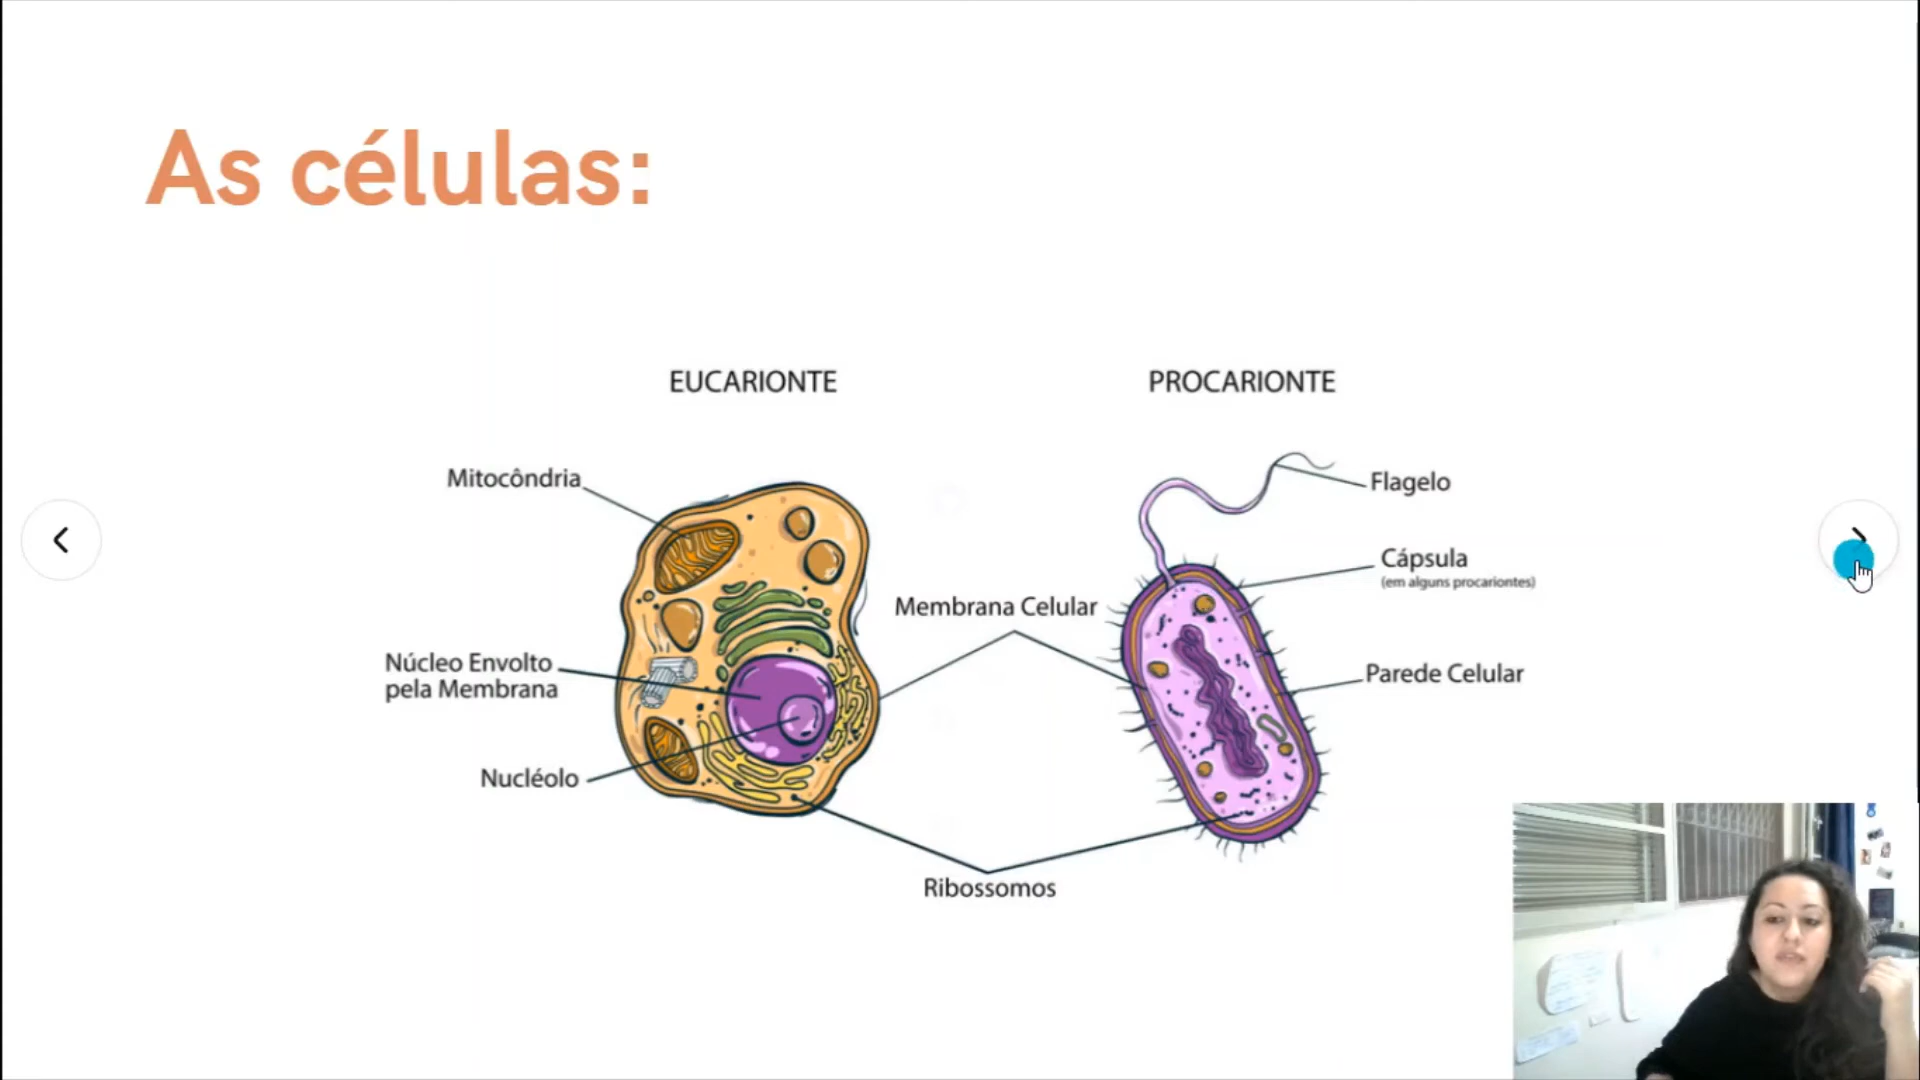 As células:
EUCARIONTE
PROCARIONTE
Mitocôndria
Flagelo
Cápsula
(em alguns procariontes)
Membrana Celular
Núcleo Envolto
pela Membrana
Parede Celular
Nucléolo
Ribossomos